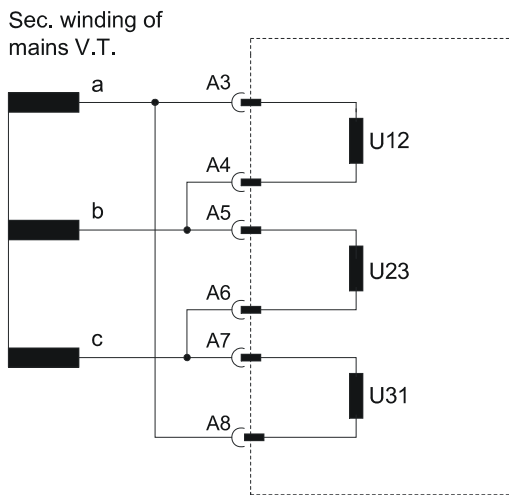 Sec. winding of
mains V.T.
a
A3
U12
A4
b
A5
U23
A6
c
A7
U31
A8